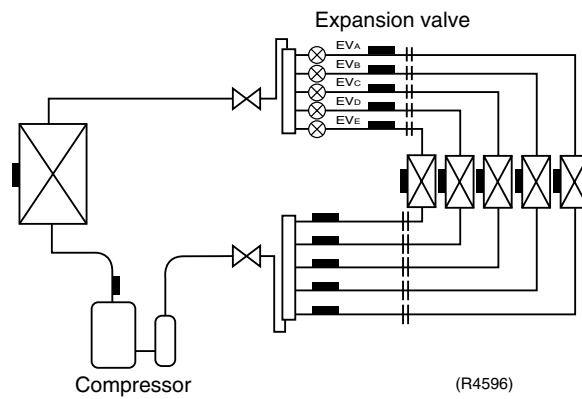 Expansion valve
EVA
EVB
EVC
EVD
EVE
Compressor
(R4596)